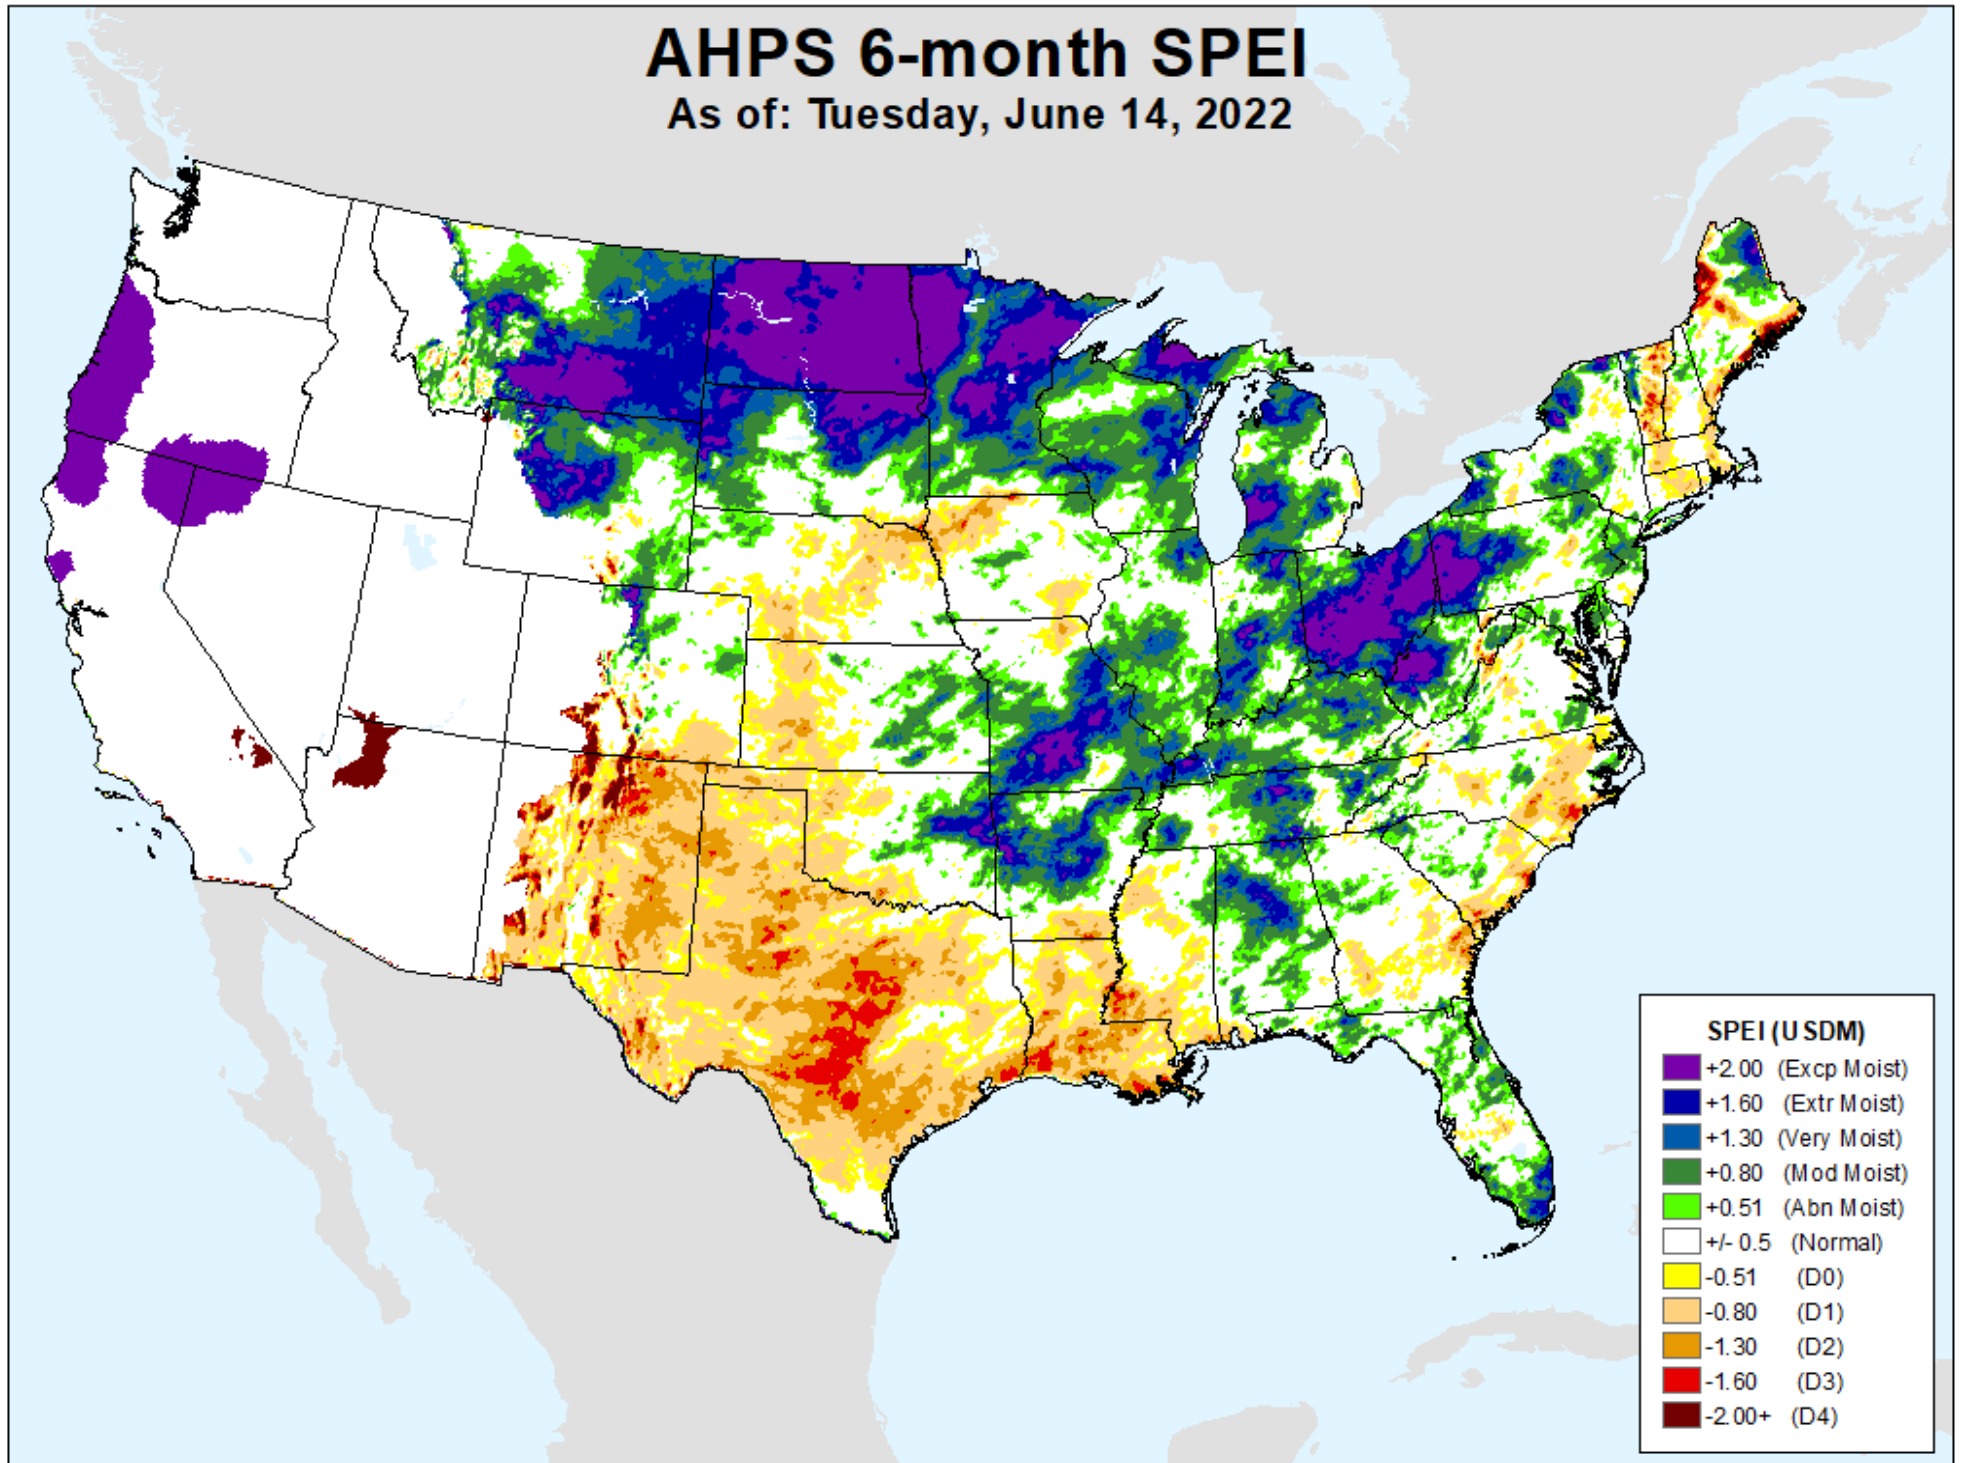 AHPS 6-month SPEI
As of: Tuesday, June 14, 2022
SPEI (USDM)
+2.00 (Excp Moist)
+1.60 (Extr Moist)
+1.30 (Very Moist)
+0.80 (Mod Moist)
+0.51 (Abn Moist)
+/- 0.5 (Normal)
-0.51 (D0)
-0.80 (D1)
-1.30 (D2)
-1.60 (D3)
-2.00+ (D4)